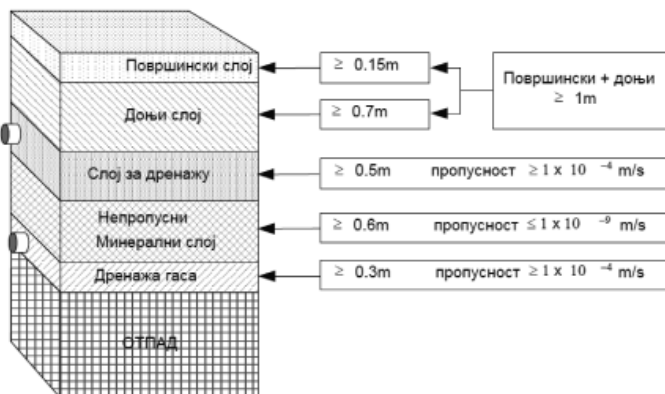 Површински слој
≥ 0.15m
Површински + доњи
≥ 1m
Доњи слој
≥ 0.7m
Слој за дренажу
≥ 0.5m пропусност ≥ 1 x 10 ⁻⁴ m/s
Непропусни
Минерални слој
≥ 0.6m пропусност ≤ 1 x 10 ⁻⁹ m/s
Дренажа гаса
≥ 0.3m пропусност ≥ 1 x 10 ⁻⁴ m/s
ОТПАД